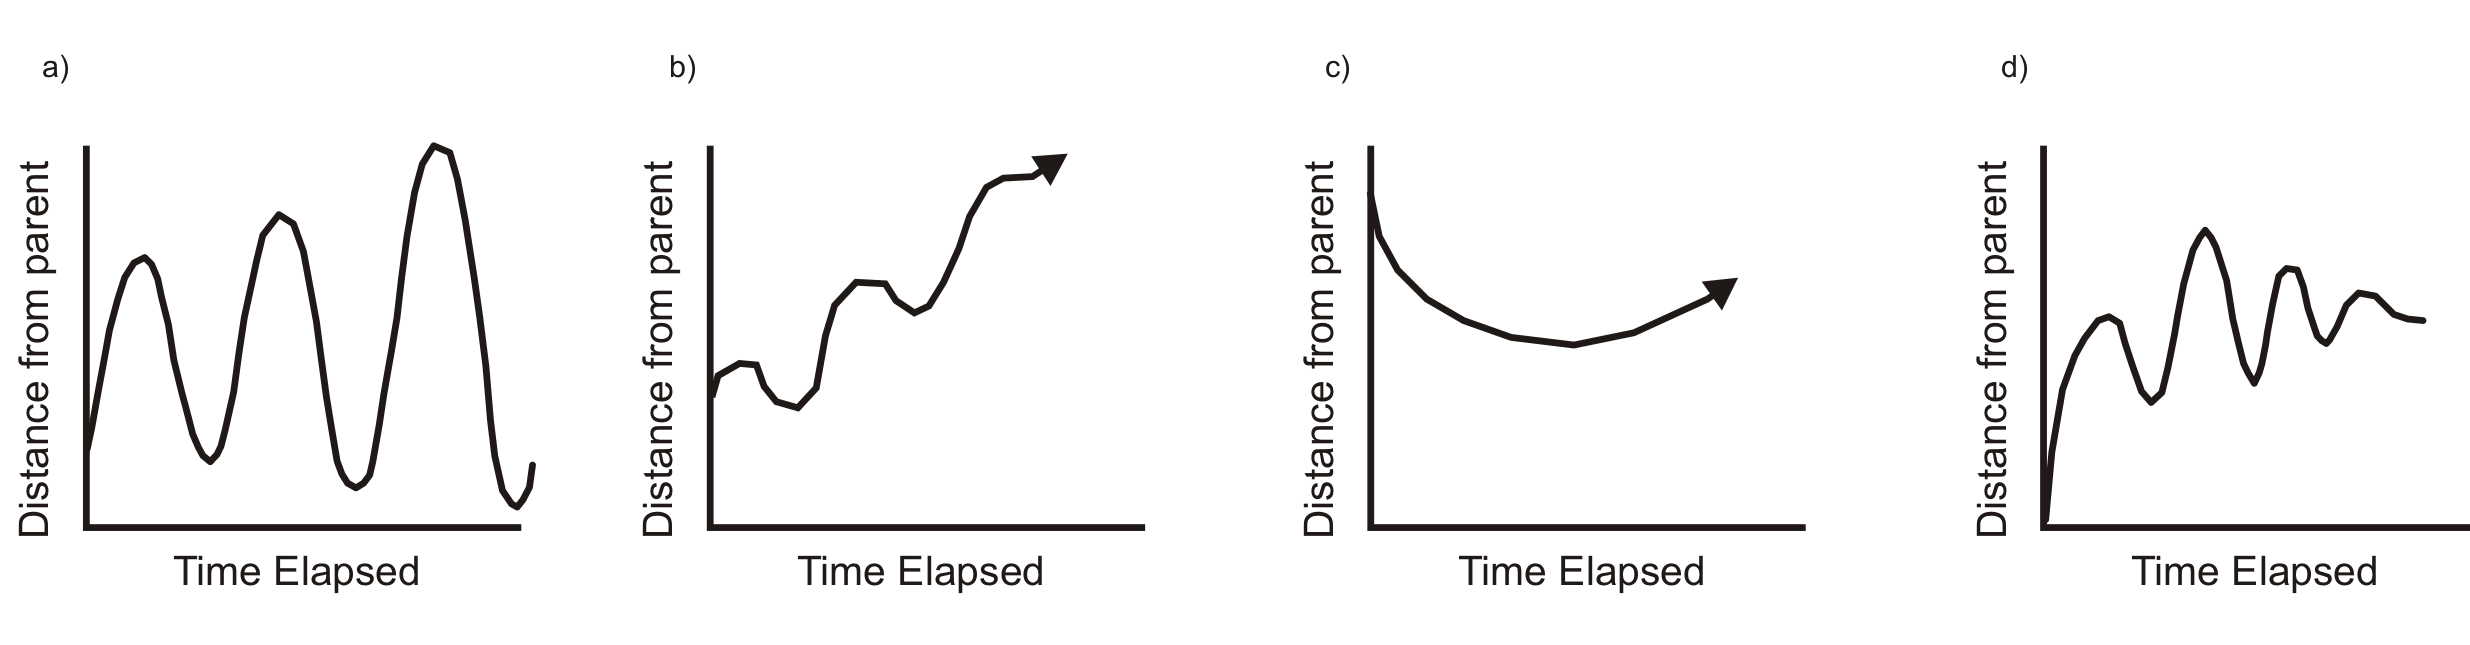 a)
Distance from parent
Time Elapsed
b)
Distance from parent
Time Elapsed
c)
Distance from parent
Time Elapsed
d)
Distance from parent
Time Elapsed